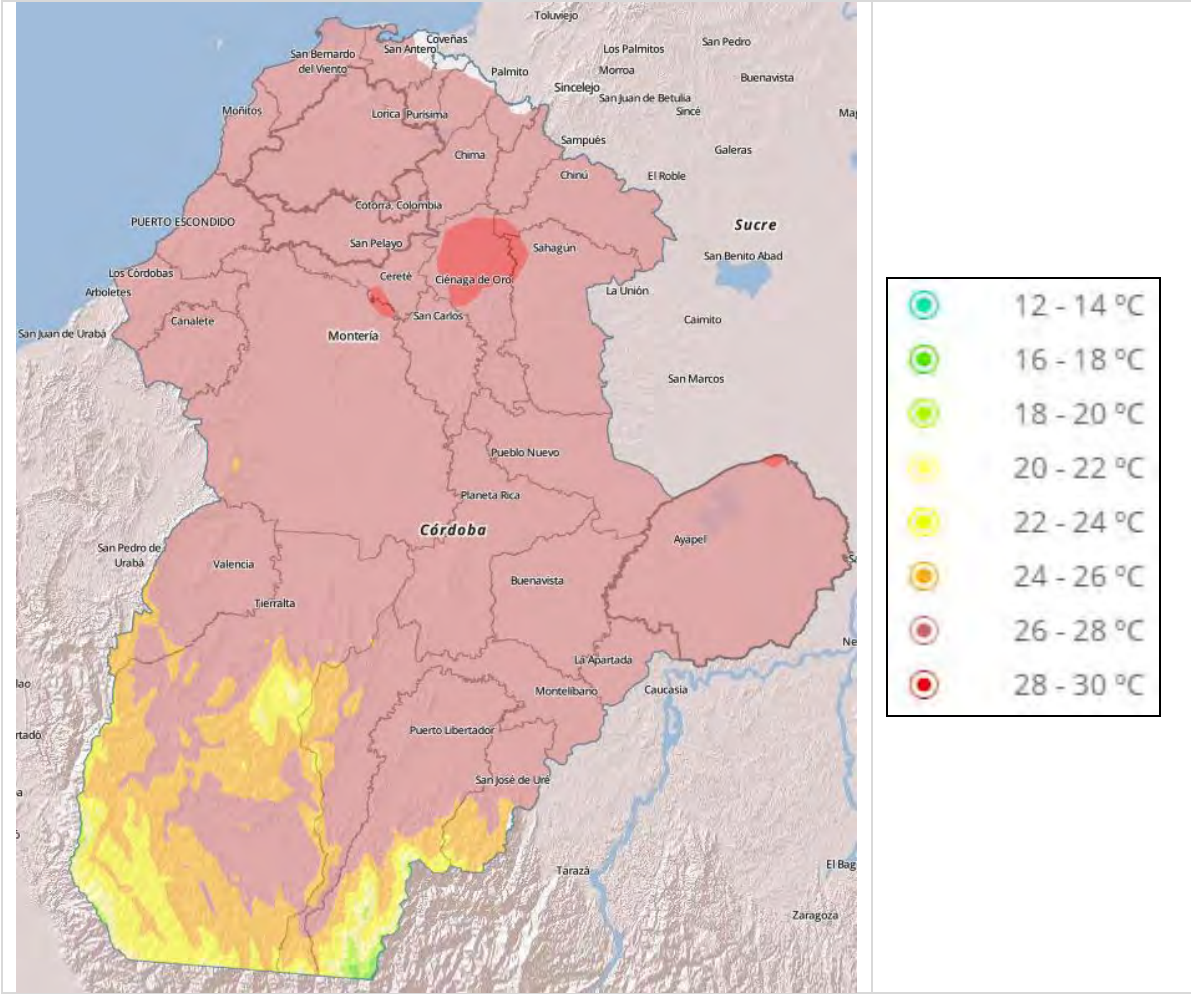 Toluviejo
Coveñas
San Antero
San Bernardo
del Viento
Los Palmitos
San Pedro
Palmito
Morroa
Buenavista
Sincelejo
San Juan de Betulia
Moñitos
Lorica
Purísima
Sincé
Sampués
Chima
Galeras
Chinú
El Roble
Cotorra, Colombia
PUERTO ESCONDIDO
Sucre
San Pelayo
Sahagún
San Benito Abad
Los Córdobas
Cereté
Ciénaga de Oro
Arboletes
La Unión
Canalete
San Carlos
Caimito
San Juan de Urabá
Montería
San Marcos
Pueblo Nuevo
Planeta Rica
Córdoba
Ayapel
San Pedro de
Urabá
Valencia
Buenavista
Tierralta
Ne
La Apartada
lao
Montelíbano
Caucasia
Puerto Libertador
rtadó
San José de Uré
Tarazá
El Bag
Zaragoza
12 - 14 ºC
16 - 18 ºC
18 - 20 ºC
20 - 22 ºC
22 - 24 ºC
24 - 26 ºC
26 - 28 ºC
28 - 30 ºC